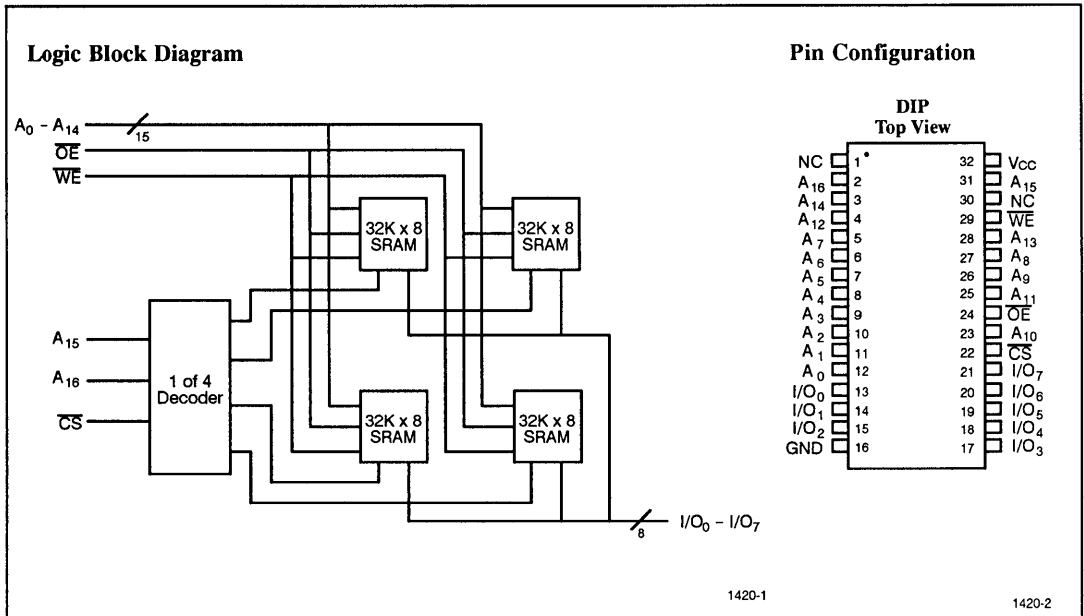 Logic Block Diagram
A0 – A14
15
OE
WE
32K x 8
SRAM
32K x 8
SRAM
A15
A16
CS
1 of 4
Decoder
32K x 8
SRAM
32K x 8
SRAM
8
I/O0 – I/O7
1420-1
Pin Configuration
DIP
Top View
NC 1 32 VCC
A16 2 31 A15
A14 3 30 NC
A12 4 29 WE
A7 5 28 A13
A6 6 27 A8
A5 7 26 A9
A4 8 25 A11
A3 9 24 OE
A2 10 23 A10
A1 11 22 CS
A0 12 21 I/O7
I/O0 13 20 I/O6
I/O1 14 19 I/O5
I/O2 15 18 I/O4
GND 16 17 I/O3
1420-2